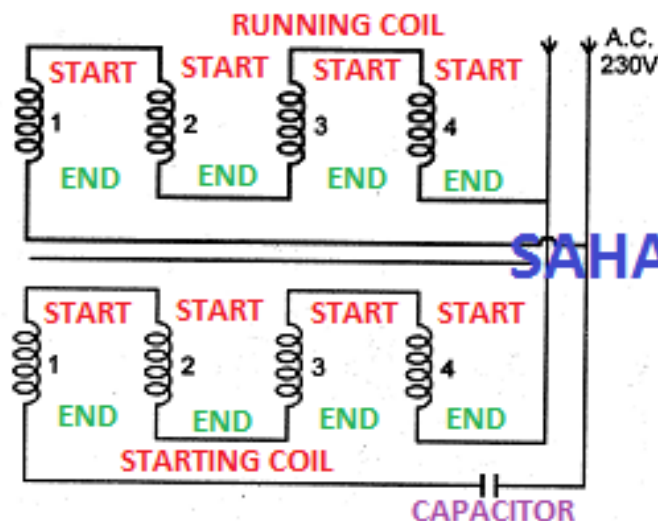 RUNNING COIL
A.C.
230V
START START START START
1 2 3 4
END END END END
SAHA
START START START START
1 2 3 4
END END END END
STARTING COIL
CAPACITOR